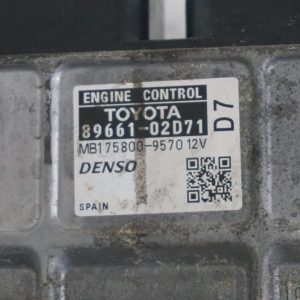 ENGINE CONTROL
TOYOTA
89661-02D71
D7
MB175800-9570 12V
DENSO
SPAIN